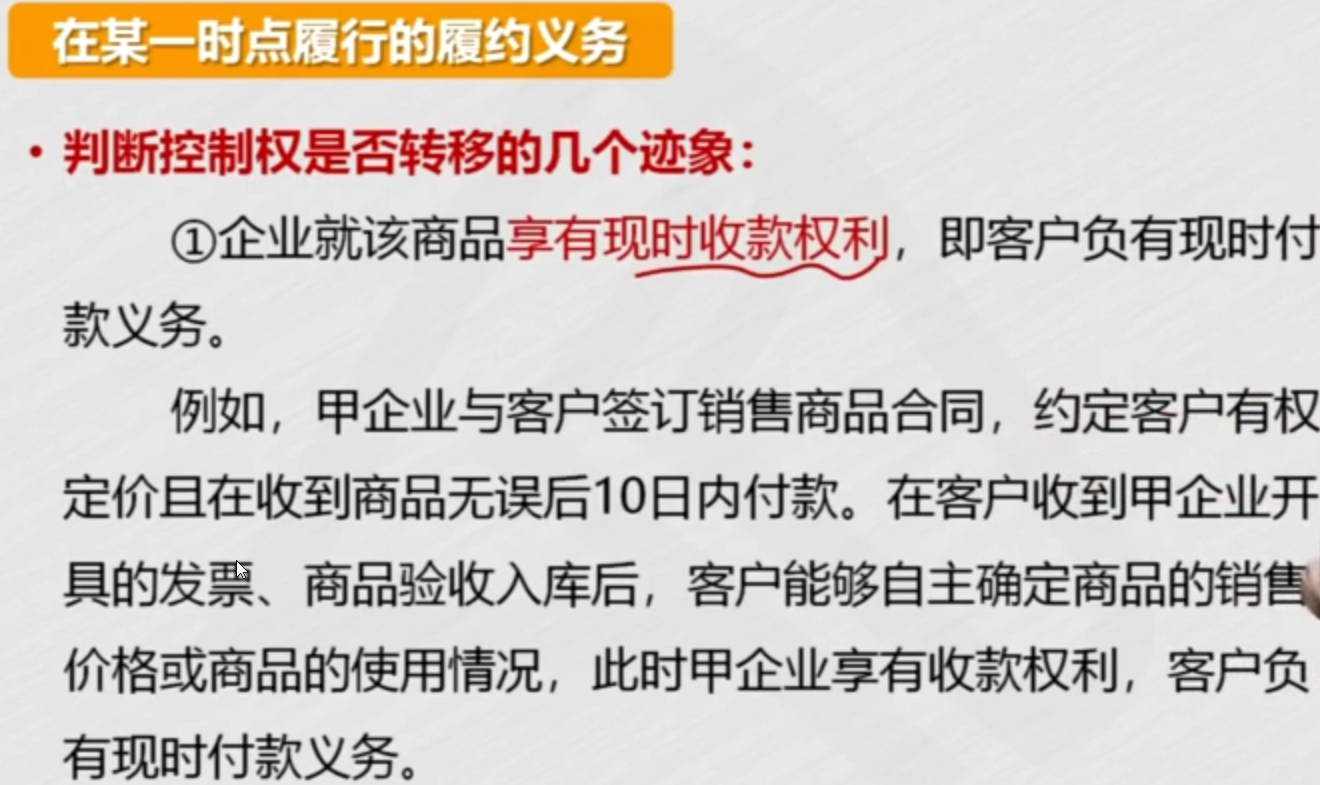 在某一时点履行的履约义务
• 判断控制权是否转移的几个迹象：
①企业就该商品享有现时收款权利，即客户负有现时付
款义务。
例如，甲企业与客户签订销售商品合同，约定客户有权
定价且在收到商品无误后10日内付款。在客户收到甲企业开
具的发票、商品验收入库后，客户能够自主确定商品的销售
价格或商品的使用情况，此时甲企业享有收款权利，客户负
有现时付款义务。